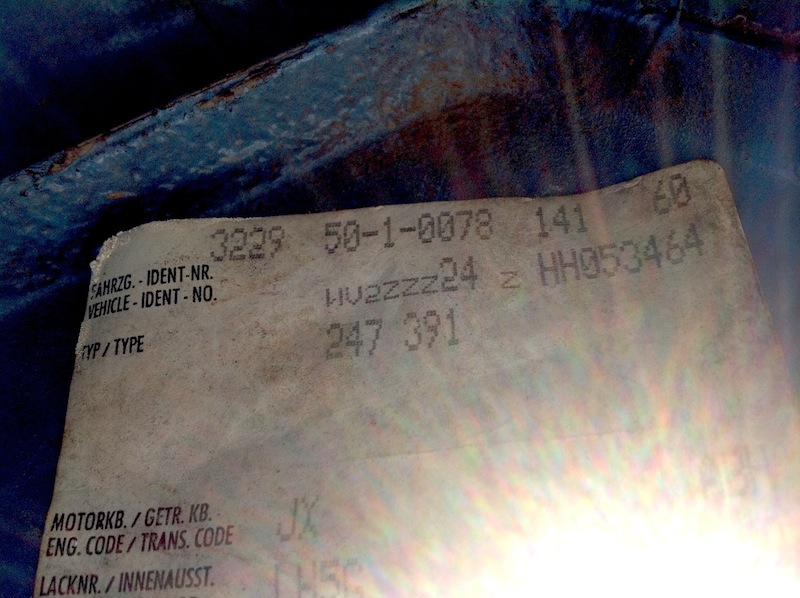 3229 50-1-0078 141 60
FAHRZG. - IDENT-NR.
VEHICLE - IDENT - NO.
WV2ZZZ24 Z HH053464
TYP / TYPE
247 391
MOTORKB. / GETR. KB.
ENG. CODE / TRANS. CODE
JX
LACKNR. / INNENAUSST.
LH5G